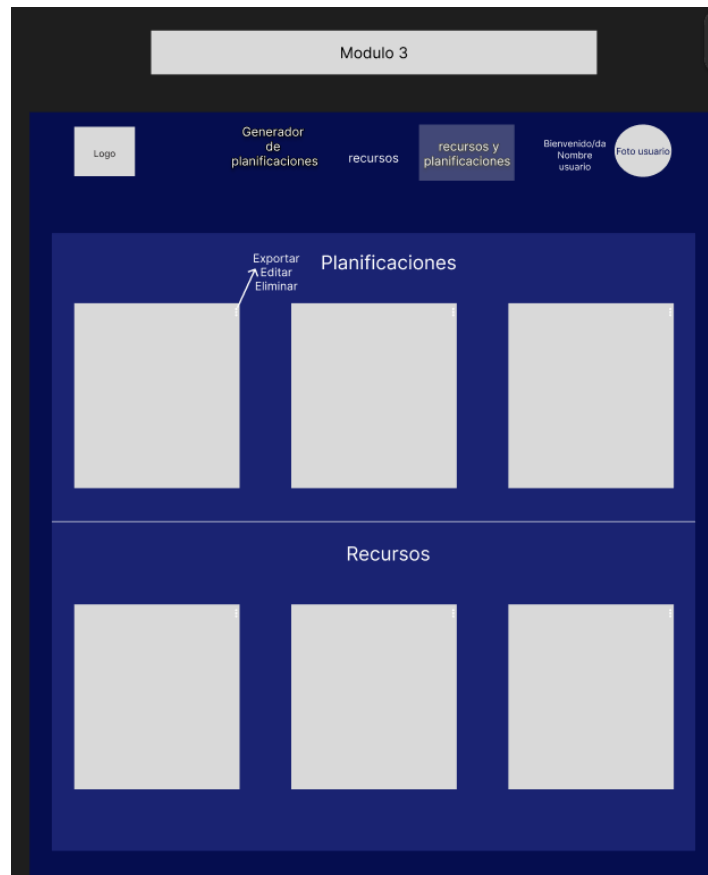 Modulo 3
Logo
Generador
de
planificaciones
recursos
recursos y
planificaciones
Bienvenido/da
Nombre
usuario
Foto usuario
Exportar
Editar
Eliminar
Planificaciones
Recursos